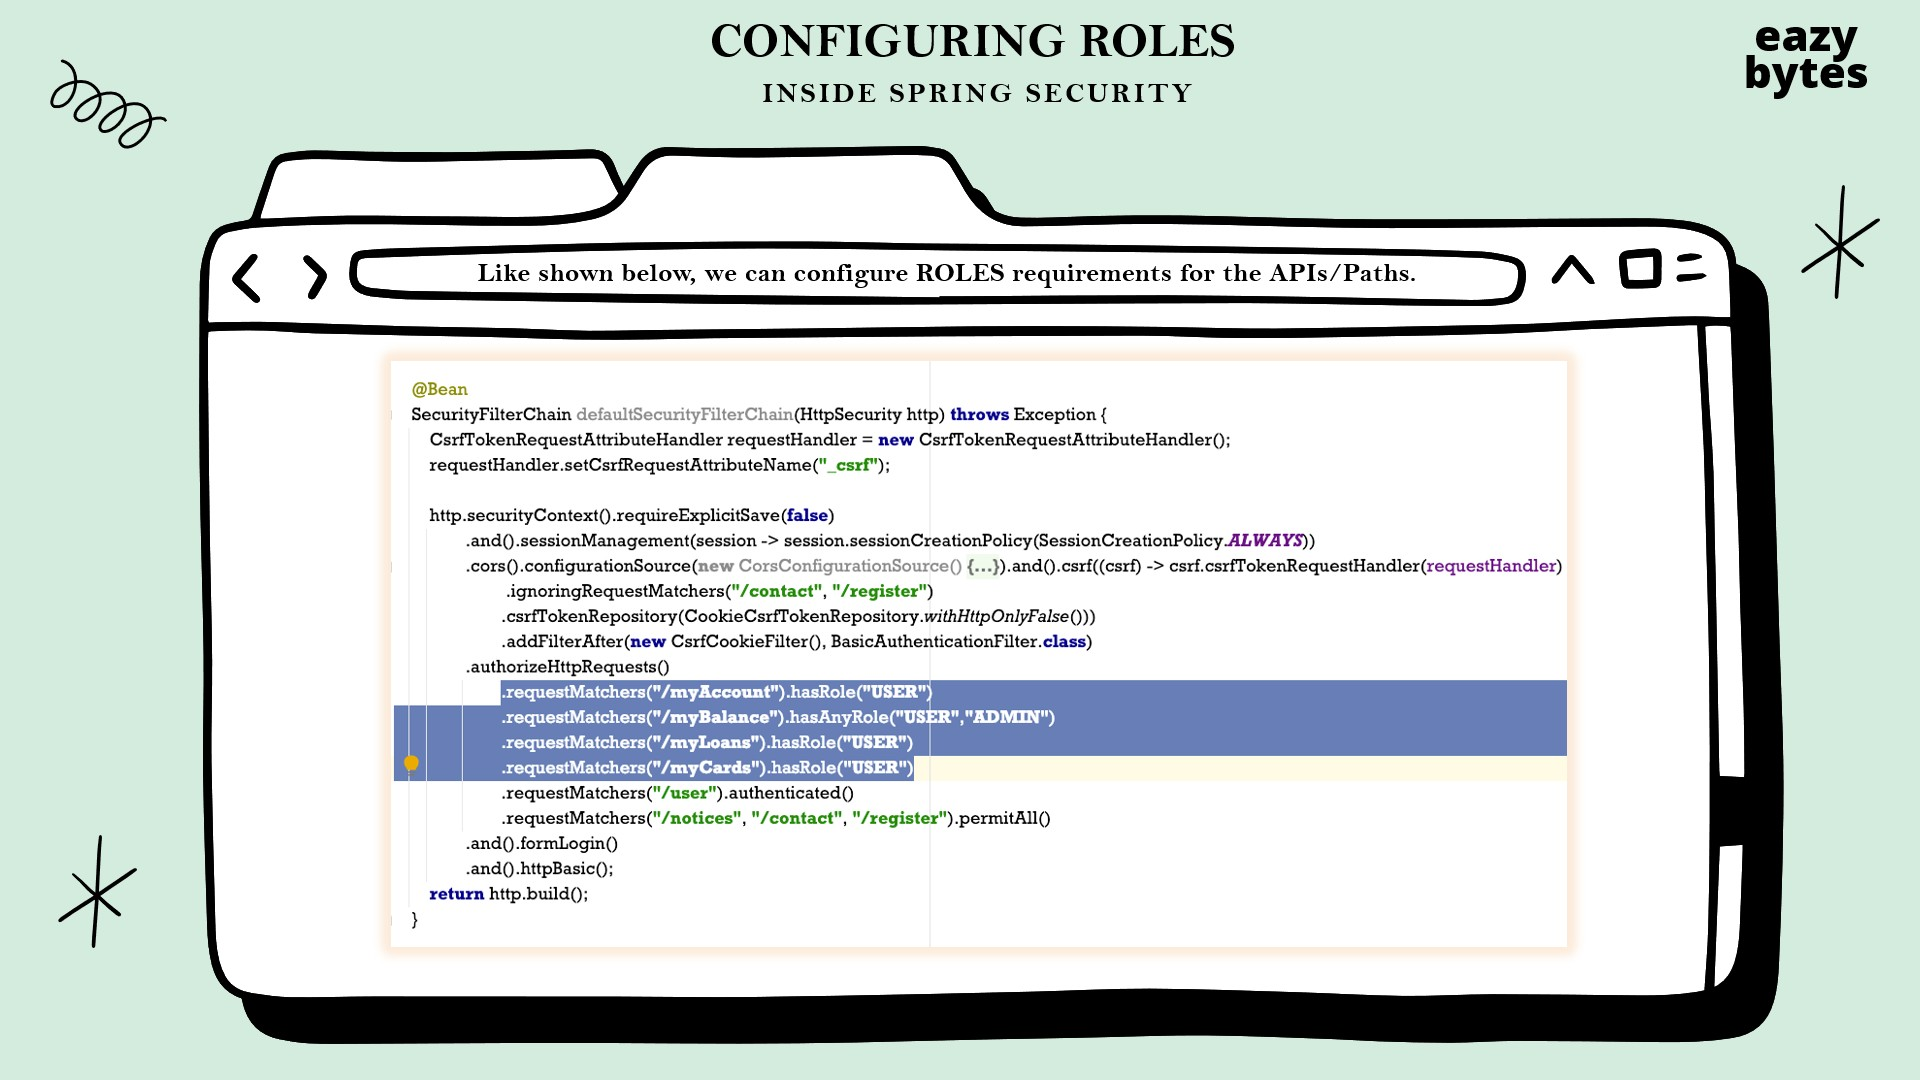 CONFIGURING ROLES
INSIDE SPRING SECURITY
eazy
bytes
Like shown below, we can configure ROLES requirements for the APIs/Paths.
@Bean
SecurityFilterChain defaultSecurityFilterChain(HttpSecurity http) throws Exception {
CsrfTokenRequestAttributeHandler requestHandler = new CsrfTokenRequestAttributeHandler();
requestHandler.setCsrfRequestAttributeName("_csrf");
http.securityContext().requireExplicitSave(false)
.and().sessionManagement(session -> session.sessionCreationPolicy(SessionCreationPolicy.ALWAYS))
.cors().configurationSource(new CorsConfigurationSource() {...}).and().csrf((csrf) -> csrf.csrfTokenRequestHandler(requestHandler)
.ignoringRequestMatchers("/contact", "/register")
.csrfTokenRepository(CookieCsrfTokenRepository.withHttpOnlyFalse()))
.addFilterAfter(new CsrfCookieFilter(), BasicAuthenticationFilter.class)
.authorizeHttpRequests()
.requestMatchers("/myAccount").hasRole("USER")
.requestMatchers("/myBalance").hasAnyRole("USER","ADMIN")
.requestMatchers("/myLoans").hasRole("USER")
.requestMatchers("/myCards").hasRole("USER")
.requestMatchers("/user").authenticated()
.requestMatchers("/notices", "/contact", "/register").permitAll()
.and().formLogin()
.and().httpBasic();
return http.build();
}